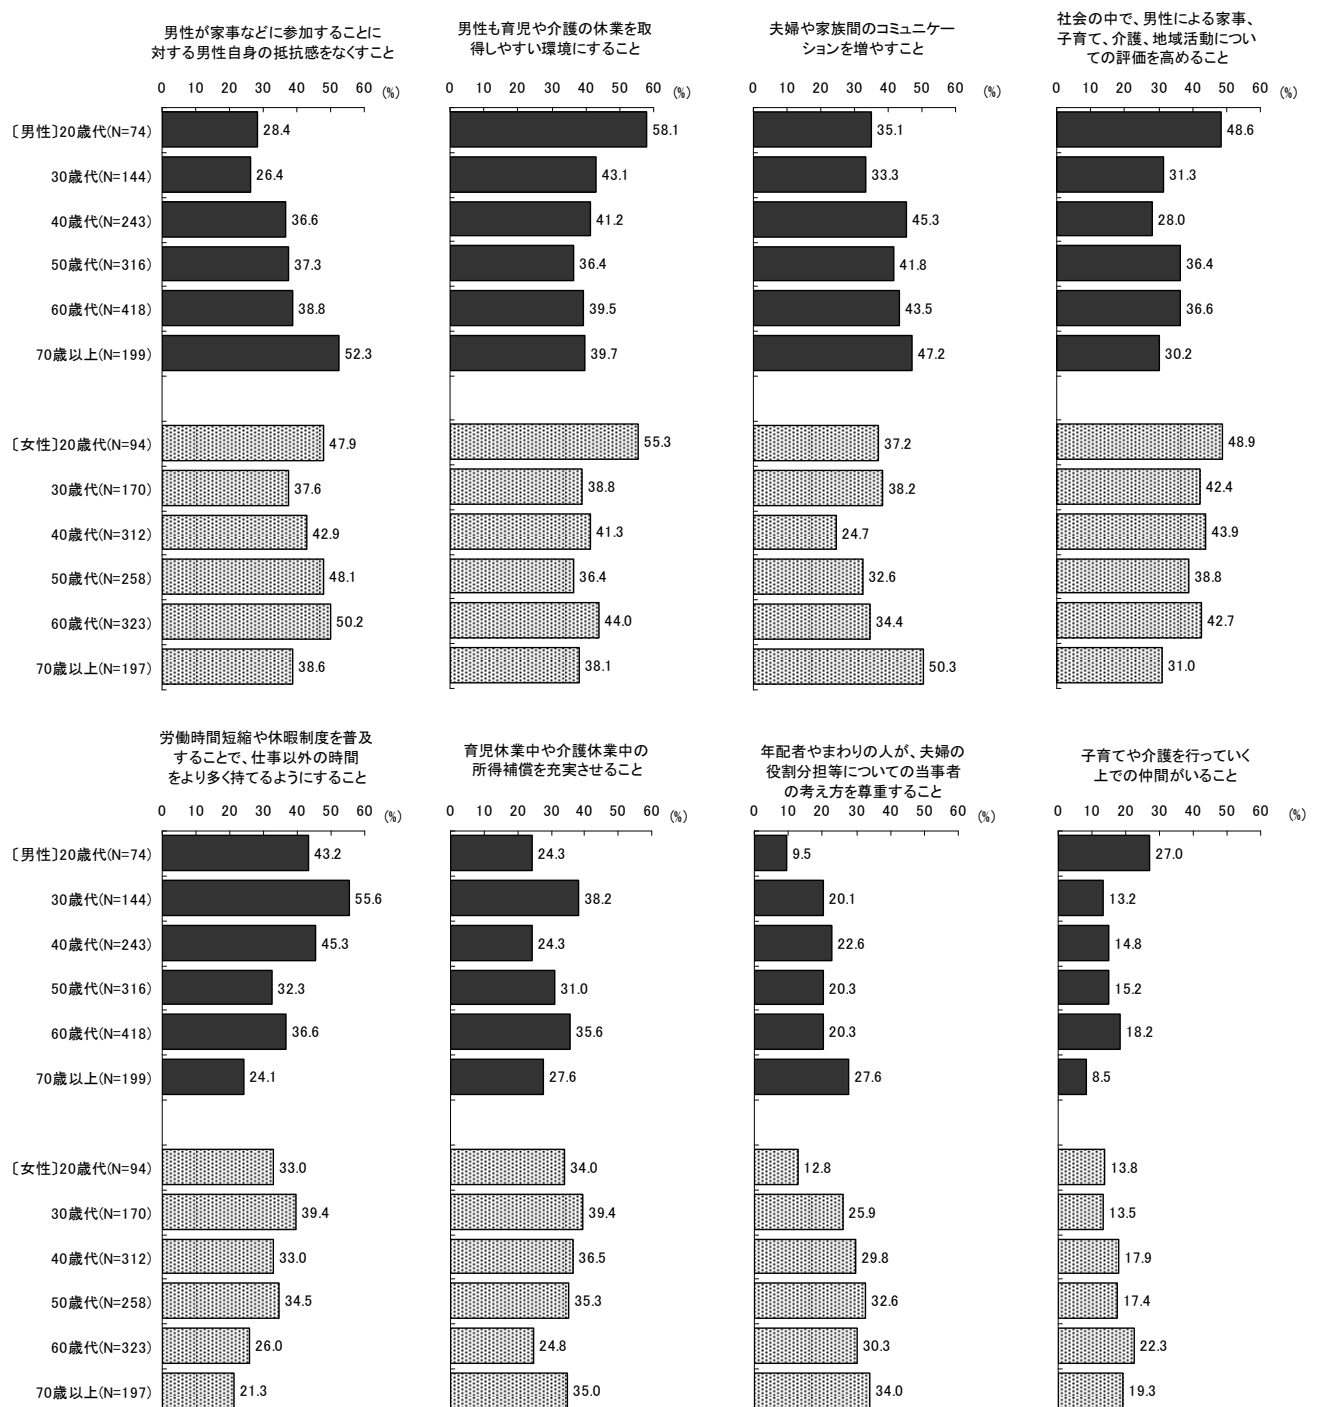 男性が家事などに参加することに
対する男性自身の抵抗感をなくすこと
男性も育児や介護の休業を取
得しやすい環境にすること
夫婦や家族間のコミュニケー
ションを増やすこと
社会の中で、男性による家事、
子育て、介護、地域活動につい
ての評価を高めること
0 10 20 30 40 50 60 (%)
0 10 20 30 40 50 60 (%)
0 10 20 30 40 50 60 (%)
0 10 20 30 40 50 60 (%)
〔男性〕20歳代(N=74) 28.4 58.1 35.1 48.6
30歳代(N=144) 26.4 43.1 33.3 31.3
40歳代(N=243) 36.6 41.2 45.3 28.0
50歳代(N=316) 37.3 36.4 41.8 36.4
60歳代(N=418) 38.8 39.5 43.5 36.6
70歳以上(N=199) 52.3 39.7 47.2 30.2
〔女性〕20歳代(N=94) 47.9 55.3 37.2 48.9
30歳代(N=170) 37.6 38.8 38.2 42.4
40歳代(N=312) 42.9 41.3 24.7 43.9
50歳代(N=258) 48.1 36.4 32.6 38.8
60歳代(N=323) 50.2 44.0 34.4 42.7
70歳以上(N=197) 38.6 38.1 50.3 31.0
労働時間短縮や休暇制度を普及
することで、仕事以外の時間
をより多く持てるようにすること
育児休業中や介護休業中の
所得補償を充実させること
年配者やまわりの人が、夫婦の
役割分担等についての当事者
の考え方を尊重すること
子育てや介護を行っていく
上での仲間がいること
0 10 20 30 40 50 60 (%)
0 10 20 30 40 50 60 (%)
0 10 20 30 40 50 60 (%)
0 10 20 30 40 50 60 (%)
〔男性〕20歳代(N=74) 43.2 24.3 9.5 27.0
30歳代(N=144) 55.6 38.2 20.1 13.2
40歳代(N=243) 45.3 24.3 22.6 14.8
50歳代(N=316) 32.3 31.0 20.3 15.2
60歳代(N=418) 36.6 35.6 20.3 18.2
70歳以上(N=199) 24.1 27.6 27.6 8.5
〔女性〕20歳代(N=94) 33.0 34.0 12.8 13.8
30歳代(N=170) 39.4 39.4 25.9 13.5
40歳代(N=312) 33.0 36.5 29.8 17.9
50歳代(N=258) 34.5 35.3 32.6 17.4
60歳代(N=323) 26.0 24.8 30.3 22.3
70歳以上(N=197) 21.3 35.0 34.0 19.3